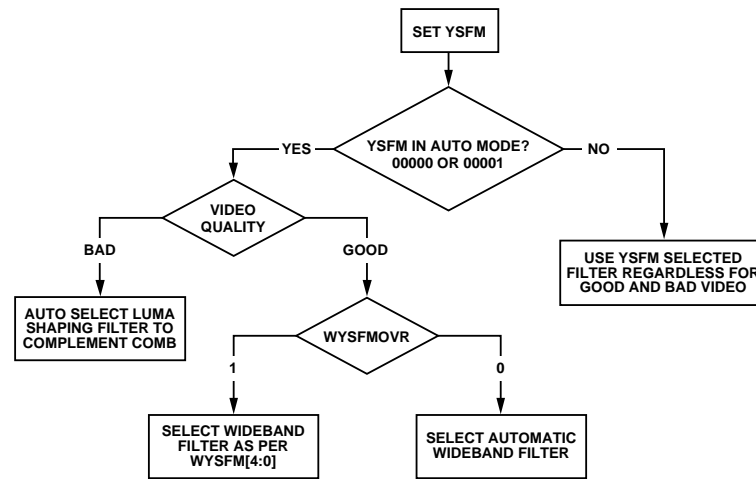 SET YSFM
YSFM IN AUTO MODE?
00000 OR 00001
YES
NO
VIDEO
QUALITY
BAD
GOOD
USE YSFM SELECTED
FILTER REGARDLESS FOR
GOOD AND BAD VIDEO
AUTO SELECT LUMA
SHAPING FILTER TO
COMPLEMENT COMB
WYSFMOVR
1
0
SELECT WIDEBAND
FILTER AS PER
WYSFM[4:0]
SELECT AUTOMATIC
WIDEBAND FILTER